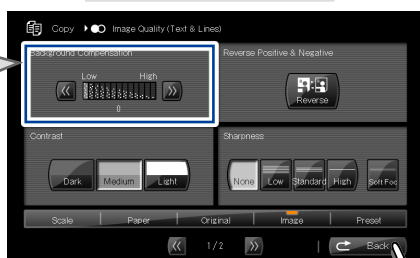 Copy Image Quality (Text & Lines)
Background Compensation
Low High
0
Reverse Positive & Negative
Reverse
Contrast
Dark Medium Light
Sharpness
None Low Standard High Soft Foc
Scale Paper Original Image Preset
1/2 Back